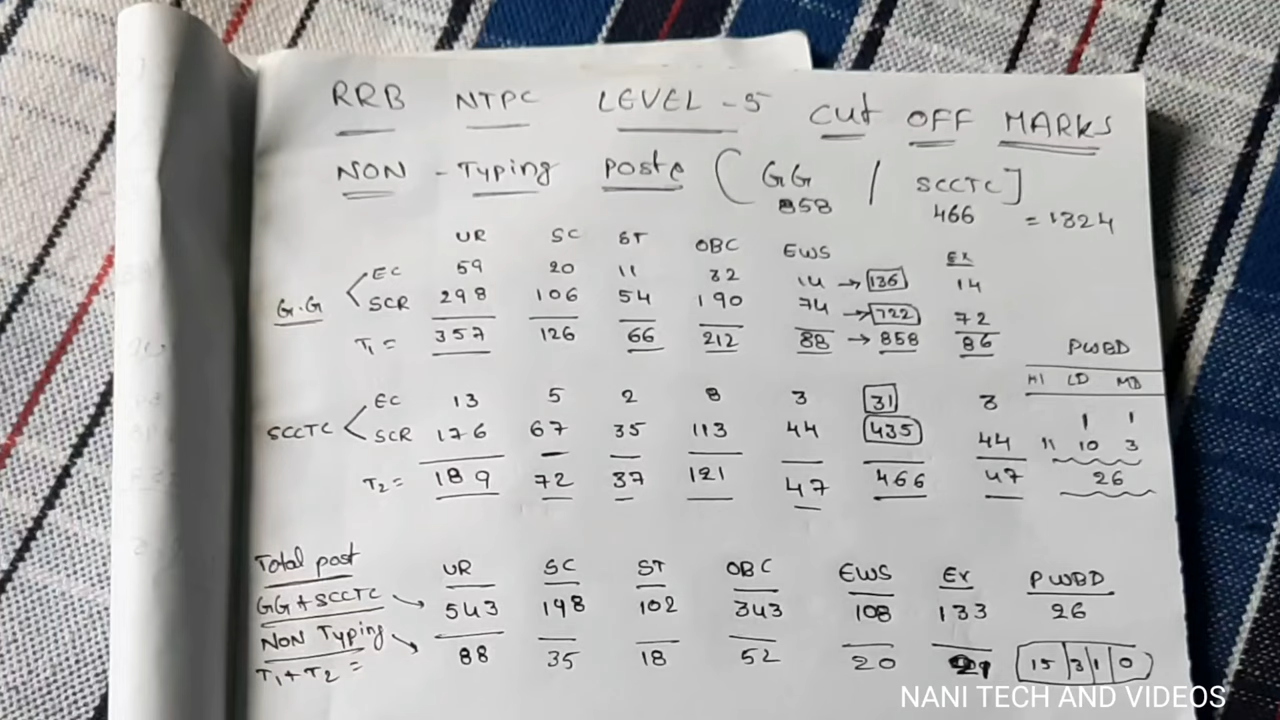 RRB NTPC LEVEL-5 CUT OFF MARKS
NON-Typing Posts (GG / SCCTC]
858 466 = 1324
UR SC ST OBC EWS EX
EC 59 20 11 32 14 → 136 14
G.G SCR 298 106 54 190 74 → 722 72
T1 = 357 126 66 212 88 → 858 86
PWBD
HI LD MD
EC 13 5 2 8 3 31 3 1 1
SCCTC SCR 176 67 35 113 44 435 44 11 10 3
T2 = 189 72 37 121 47 466 47 26
Total post UR SC ST OBC EWS EX PWBD
GG+SCCTC → 543 198 102 343 108 133 26
NON Typing
T1+T2 = 88 35 18 52 20 21 15 3 1 0
NANI TECH AND VIDEOS